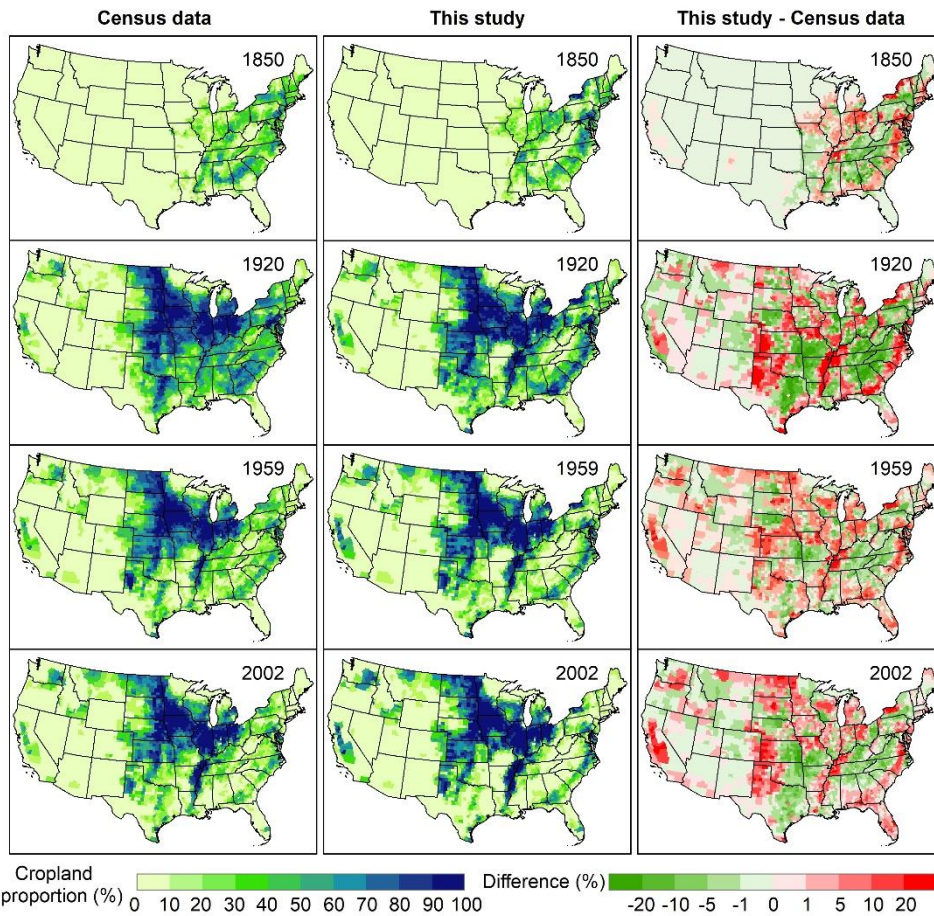 Census data This study This study - Census data
1850 1850 1850
1920 1920 1920
1959 1959 1959
2002 2002 2002
Cropland proportion (%) 0 10 20 30 40 50 60 70 80 90 100
Difference (%) -20 -10 -5 -1 0 1 5 10 20